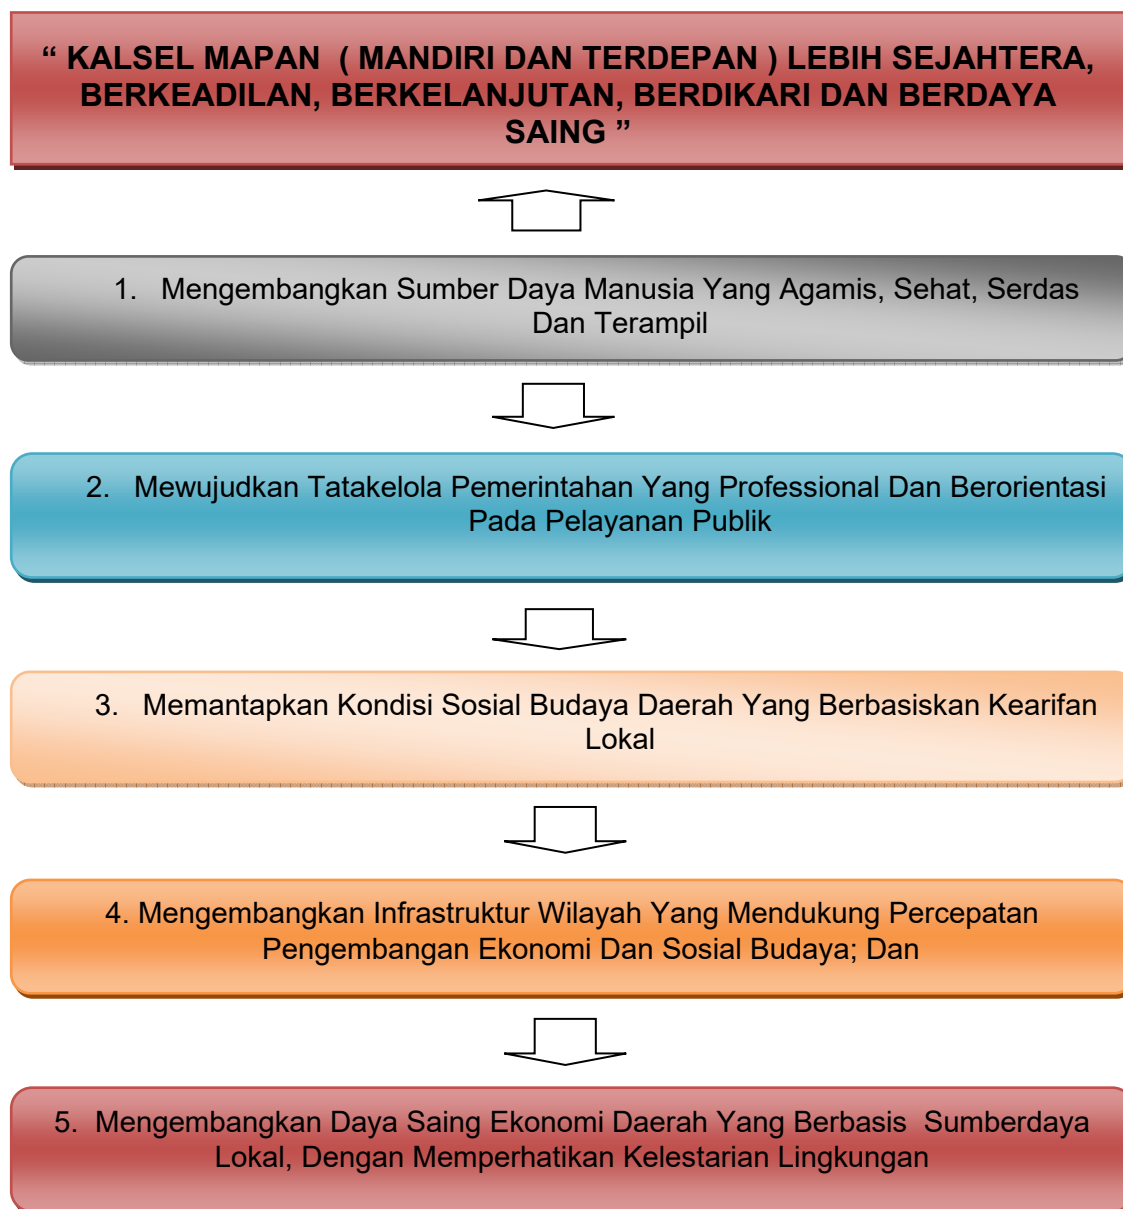 “ KALSEL MAPAN ( MANDIRI DAN TERDEPAN ) LEBIH SEJAHTERA,
BERKEADILAN, BERKELANJUTAN, BERDIKARI DAN BERDAYA
SAING ”
1. Mengembangkan Sumber Daya Manusia Yang Agamis, Sehat, Serdas
Dan Terampil
2. Mewujudkan Tatakelola Pemerintahan Yang Professional Dan Berorientasi
Pada Pelayanan Publik
3. Memantapkan Kondisi Sosial Budaya Daerah Yang Berbasiskan Kearifan
Lokal
4. Mengembangkan Infrastruktur Wilayah Yang Mendukung Percepatan
Pengembangan Ekonomi Dan Sosial Budaya; Dan
5. Mengembangkan Daya Saing Ekonomi Daerah Yang Berbasis Sumberdaya
Lokal, Dengan Memperhatikan Kelestarian Lingkungan